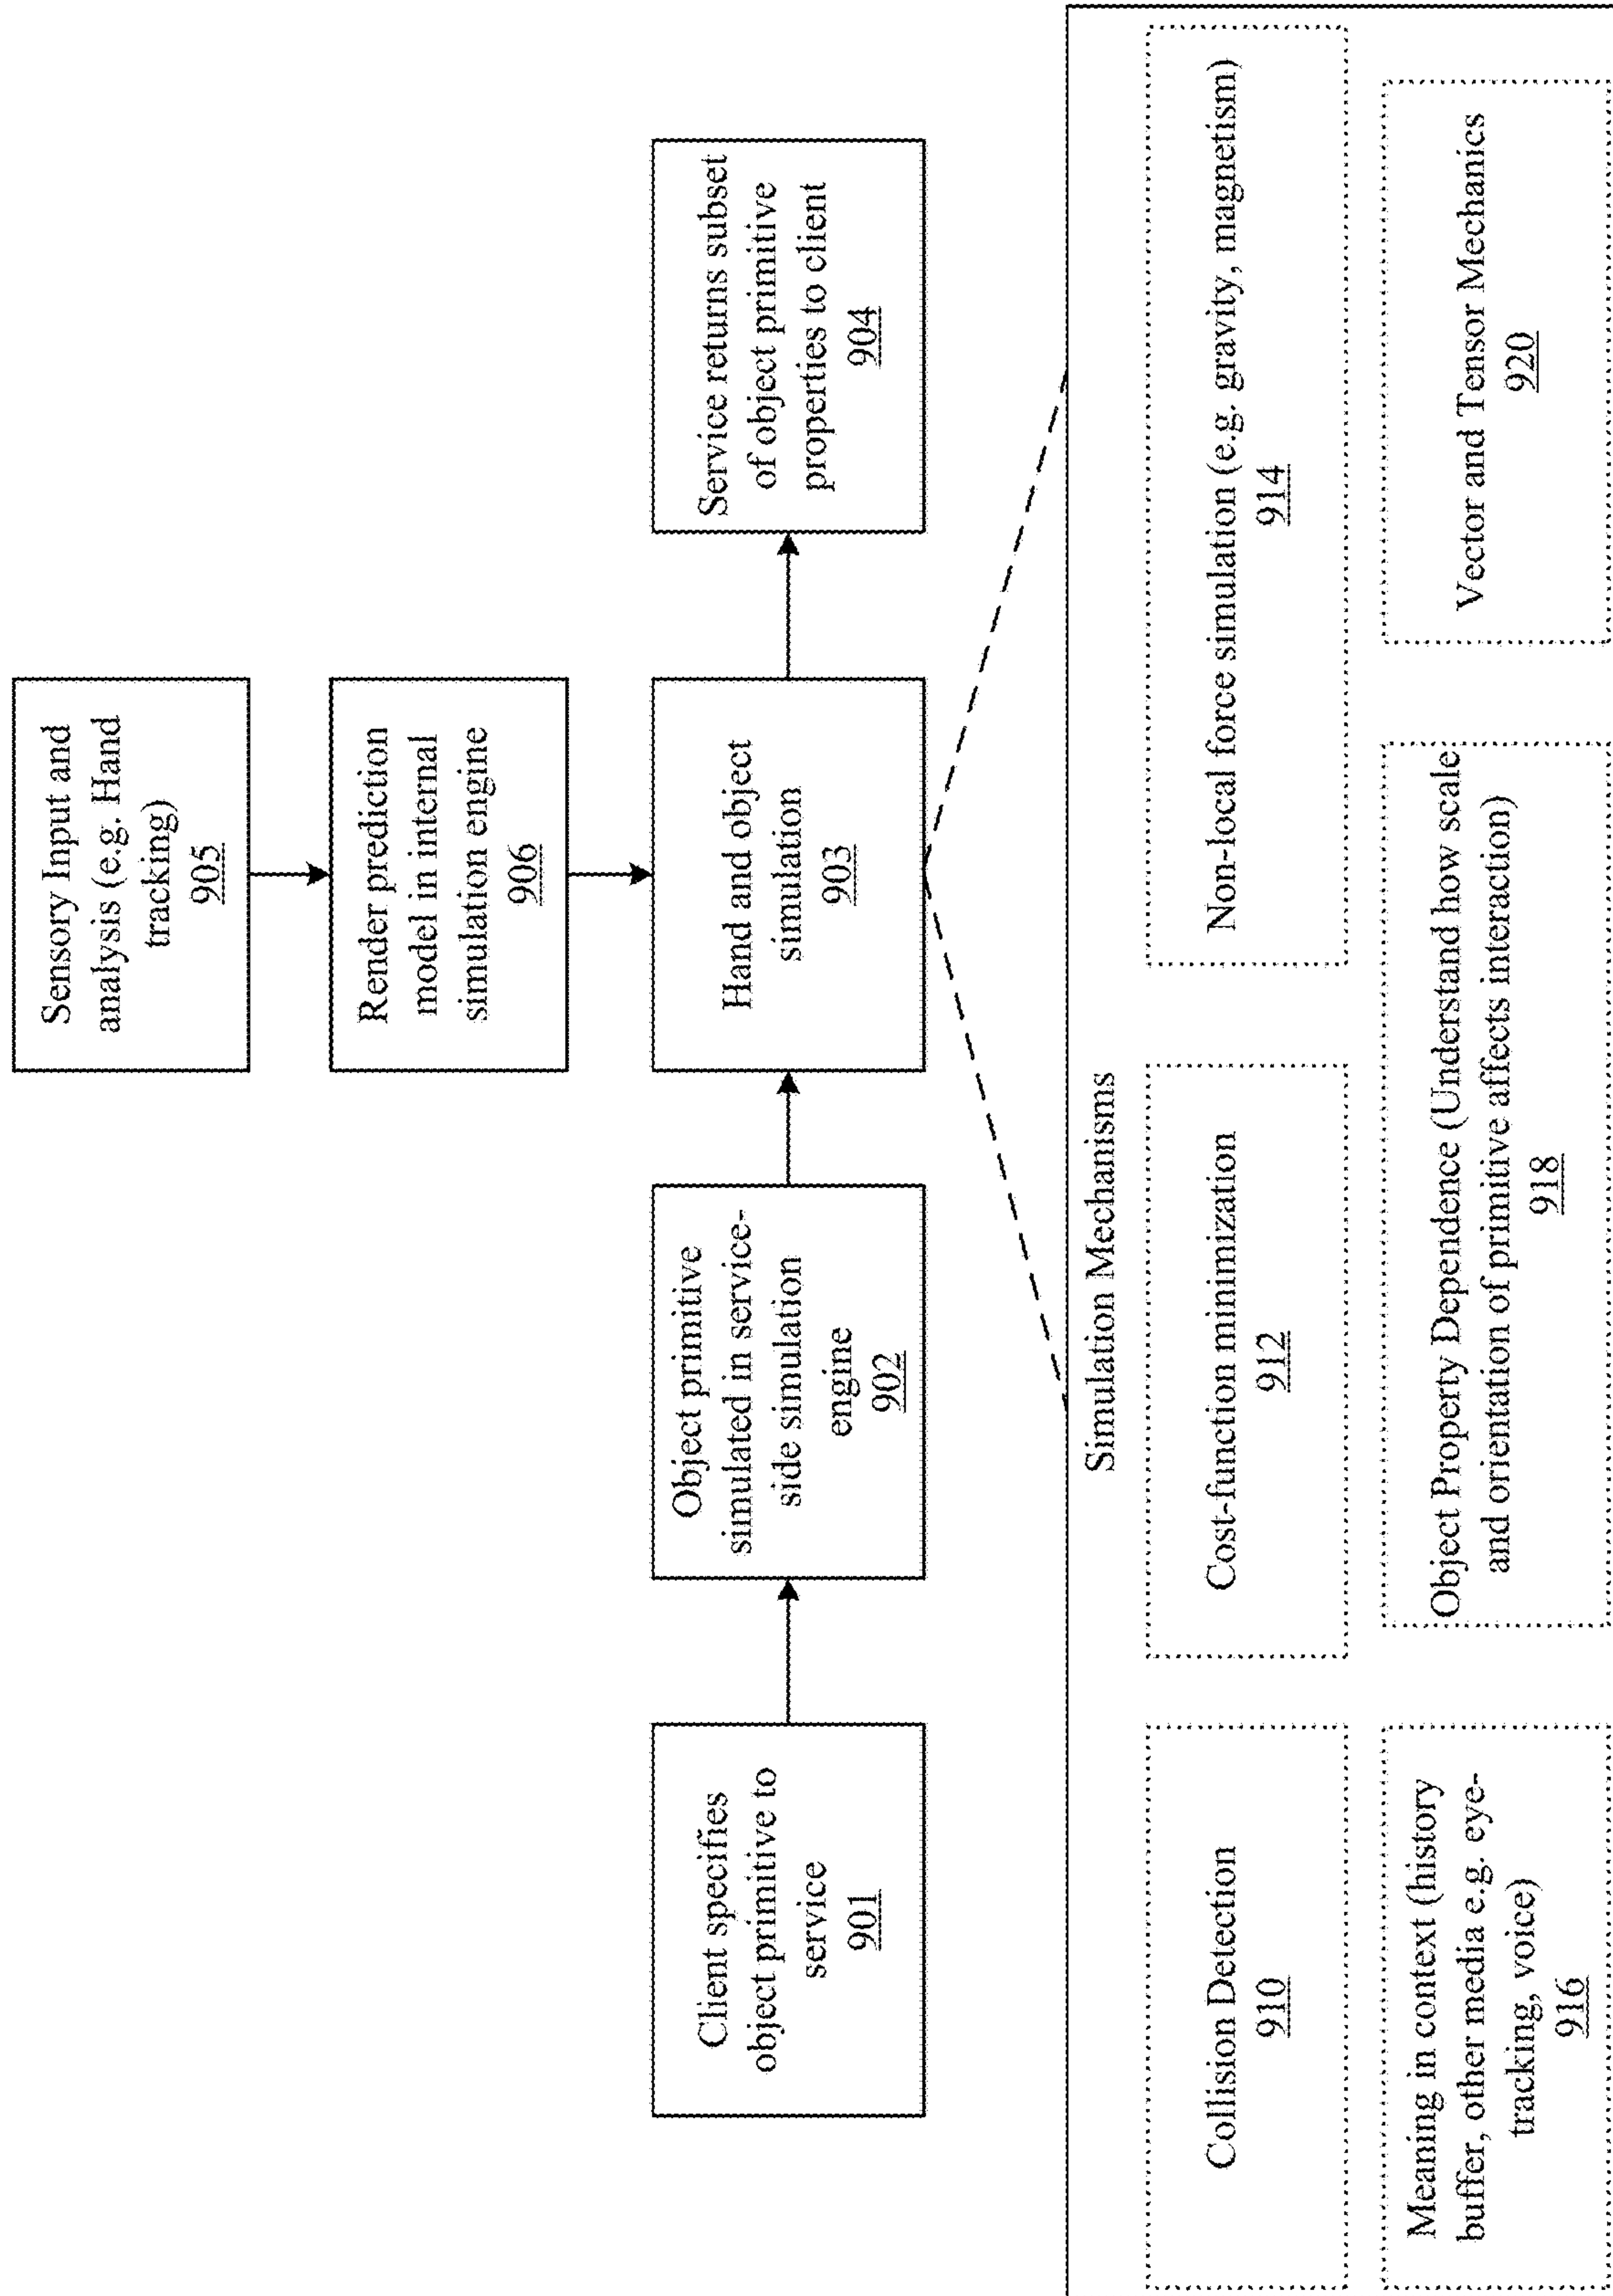 Sensory Input and
analysis (e.g. Hand
tracking)
905
Render prediction
model in internal
simulation engine
906
Client specifies
object primitive to
service
901
Object primitive
simulated in service-
side simulation
engine
902
Hand and object
simulation
903
Service returns subset
of object primitive
properties to client
904
Simulation Mechanisms
Collision Detection
910
Cost-function minimization
912
Non-local force simulation (e.g. gravity, magnetism)
914
Meaning in context (history
buffer, other media e.g. eye-
tracking, voice)
916
Object Property Dependence (Understand how scale
and orientation of primitive affects interaction)
918
Vector and Tensor Mechanics
920